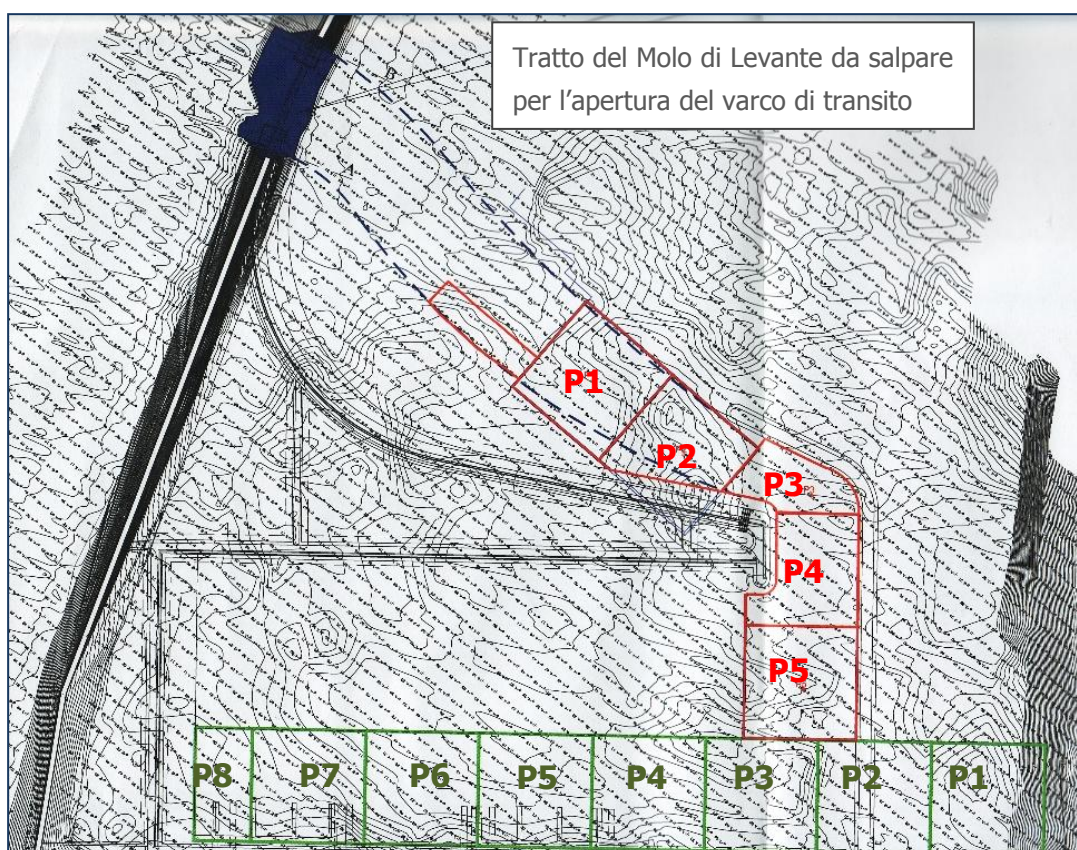 Tratto del Molo di Levante da salpare
per l’apertura del varco di transito
P1
P2
P3
P4
P5
P8 P7 P6 P5 P4 P3 P2 P1